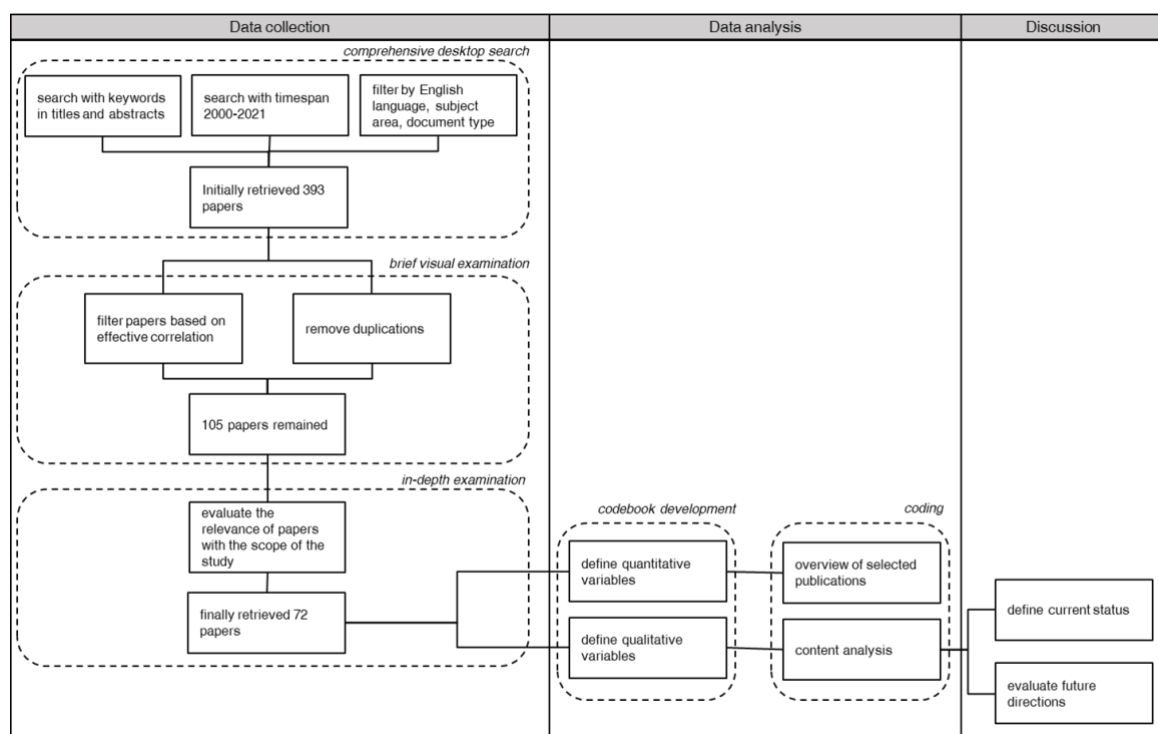 Data collection
Data analysis
Discussion
comprehensive desktop search
search with keywords
in titles and abstracts
search with timespan
2000-2021
filter by English
language, subject
area, document type
Initially retrieved 393
papers
brief visual examination
filter papers based on
effective correlation
remove duplications
105 papers remained
in-depth examination
evaluate the
relevance of papers
with the scope of the
study
finally retrieved 72
papers
codebook development
define quantitative
variables
define qualitative
variables
coding
overview of selected
publications
content analysis
define current status
evaluate future
directions